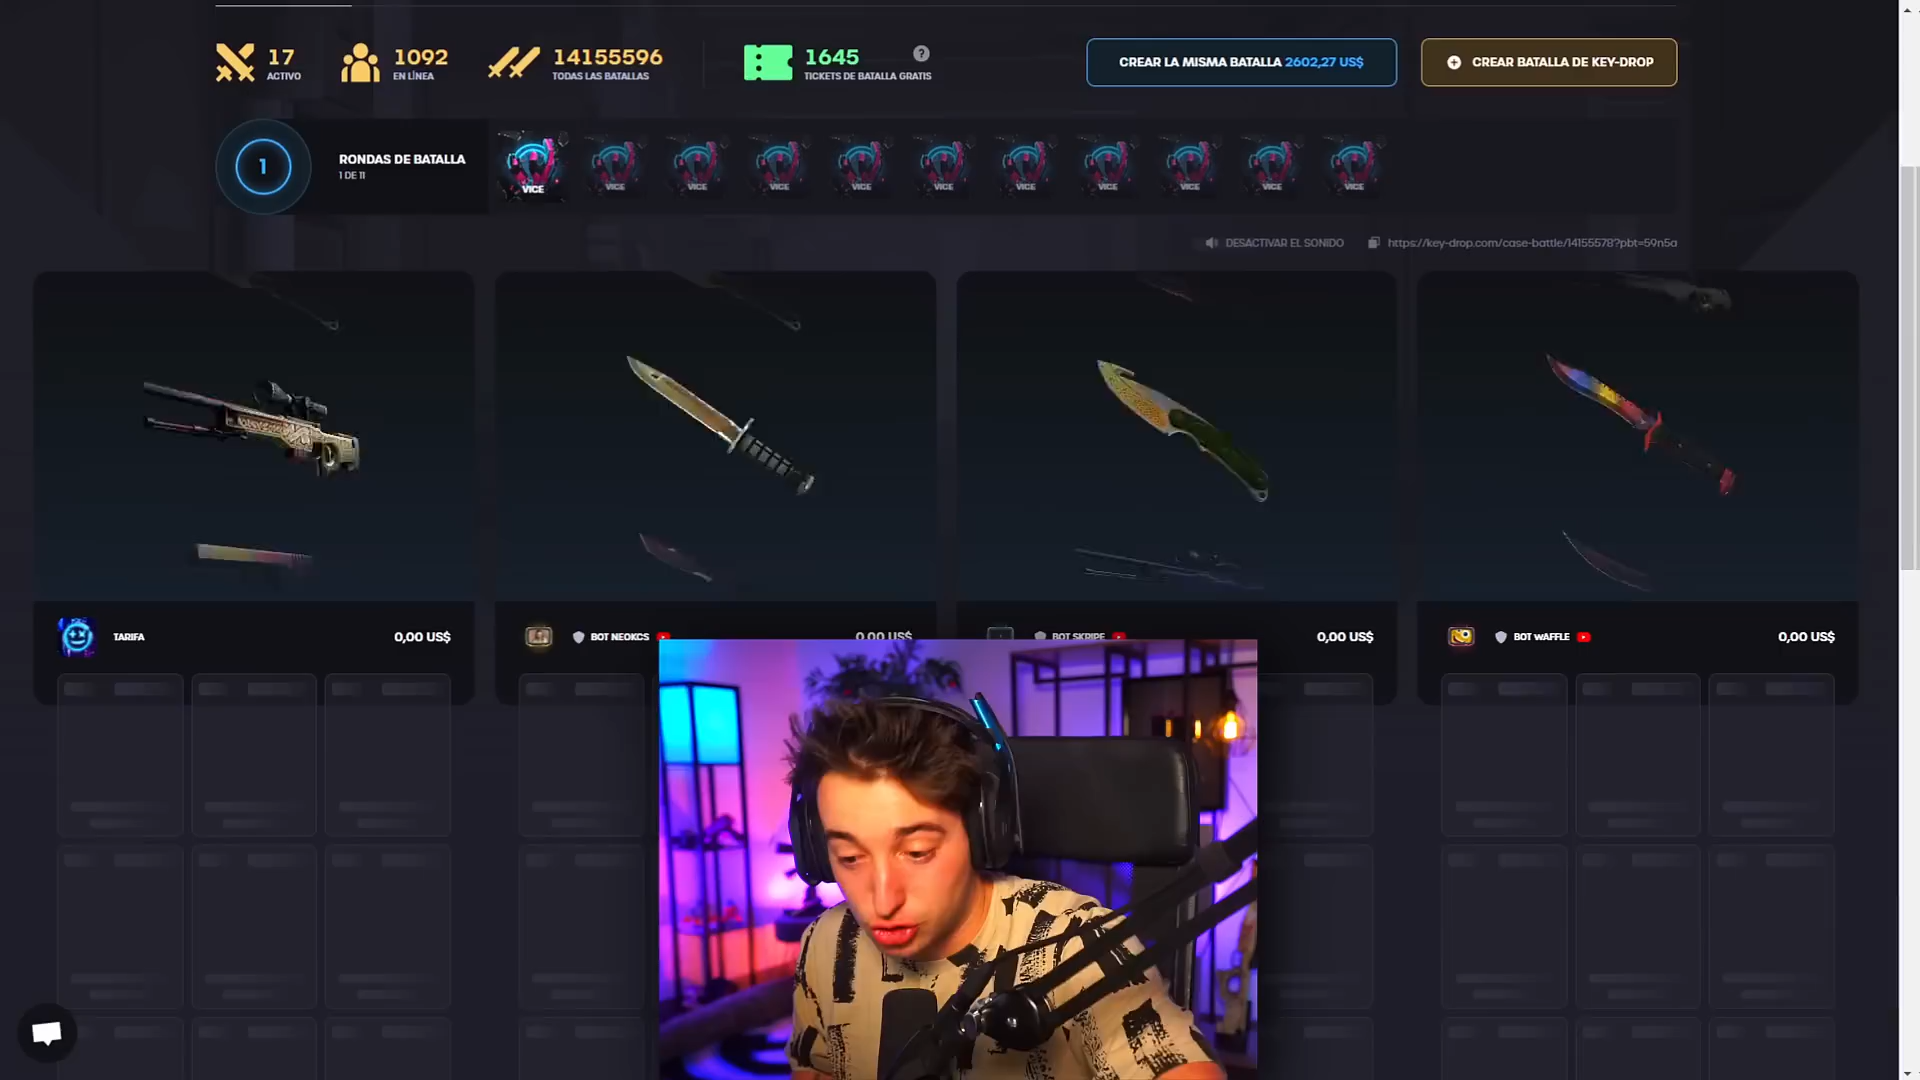 17
ACTIVO
1092
EN LÍNEA
14155596
TODAS LAS BATALLAS
1645
TICKETS DE BATALLA GRATIS
?
CREAR LA MISMA BATALLA 2602,27 US$
CREAR BATALLA DE KEY-DROP
1
RONDAS DE BATALLA
1 DE 11
VICE
VICE
VICE
VICE
VICE
VICE
VICE
VICE
VICE
VICE
VICE
DESACTIVAR EL SONIDO
https://key-drop.com/case-battle/14155578?pbt=59n5a
TARIFA
0,00 US$
BOT NEOKCS
0,00 US$
BOT SKRIPE
0,00 US$
BOT WAFFLE
0,00 US$